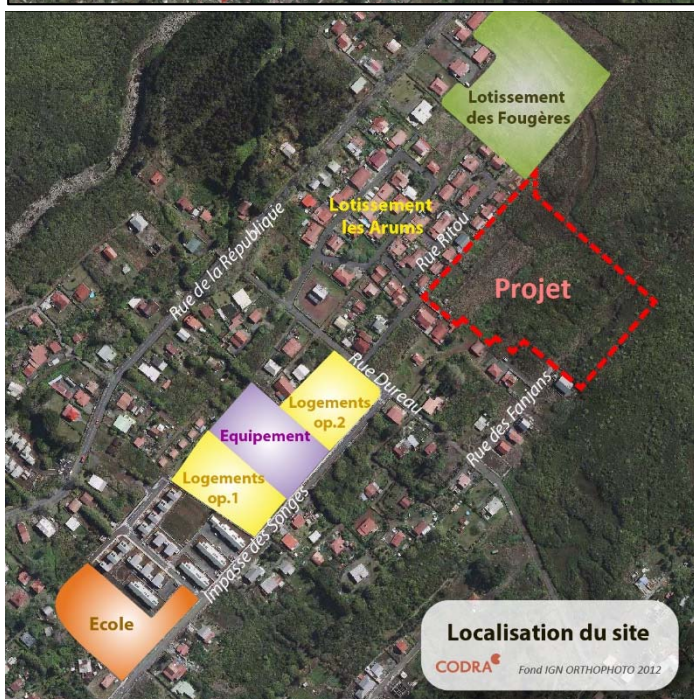 Lotissement
des Fougères
Lotissement
les Arums
Rue de la République
Rue Ritou
Projet
Rue Dureau
Rue des Fanjans
Logements
op.2
Equipement
Logements
op.1
Impasse des Songes
Ecole
Localisation du site
CODRA
Fond IGN ORTHOPHOTO 2012